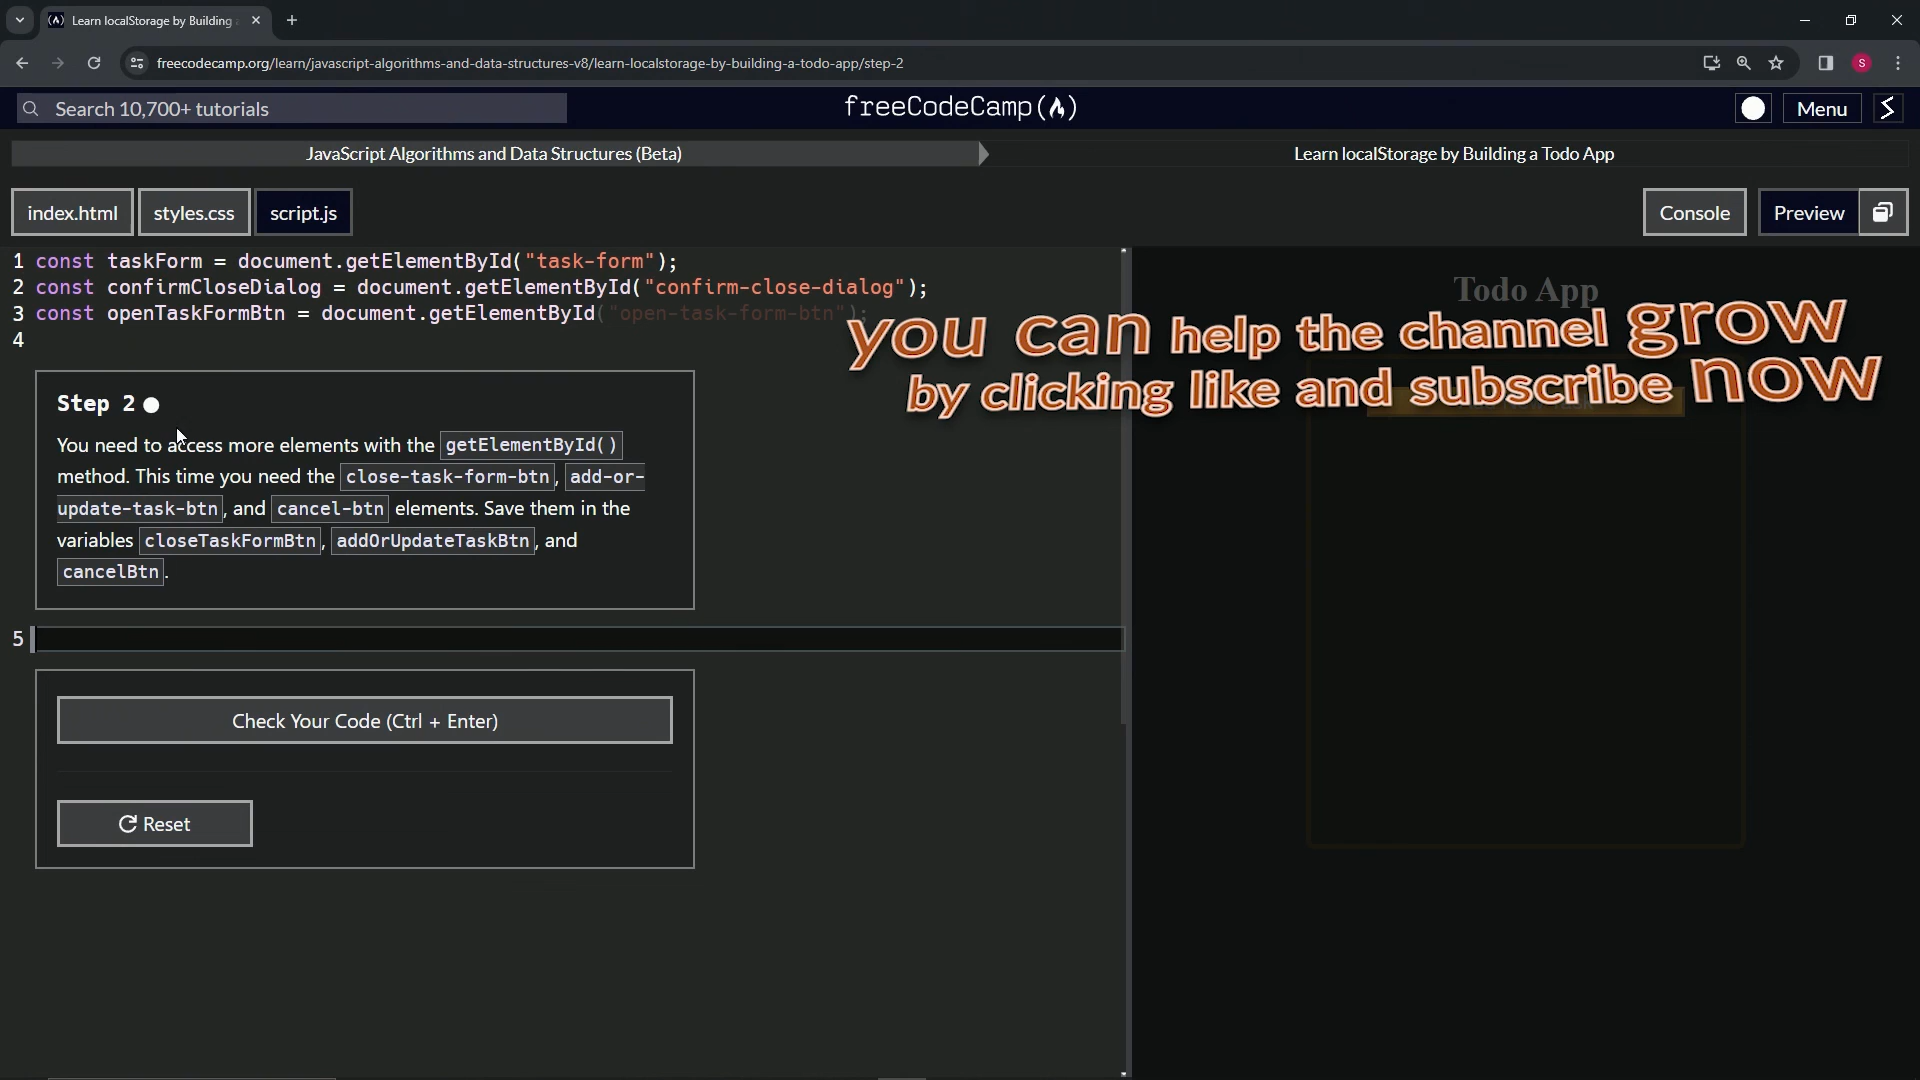 Learn localStorage by Building
freecodecamp.org/learn/javascript-algorithms-and-data-structures-v8/learn-localstorage-by-building-a-todo-app/step-2
S
Search 10,700+ tutorials
freeCodeCamp
Menu
JavaScript Algorithms and Data Structures (Beta)
Learn localStorage by Building a Todo App
index.html
styles.css
script.js
Console
Preview
1 const taskForm = document.getElementById("task-form");
2 const confirmCloseDialog = document.getElementById("confirm-close-dialog");
3 const openTaskFormBtn = document.getElementById("open-task-form-btn");
4
Todo App
you can help the channel grow
by clicking like and subscribe now
Step 2
You need to access more elements with the getElementById()
method. This time you need the close-task-form-btn, add-or-
update-task-btn, and cancel-btn elements. Save them in the
variables closeTaskFormBtn, addOrUpdateTaskBtn, and
cancelBtn.
5
Check Your Code (Ctrl + Enter)
Reset